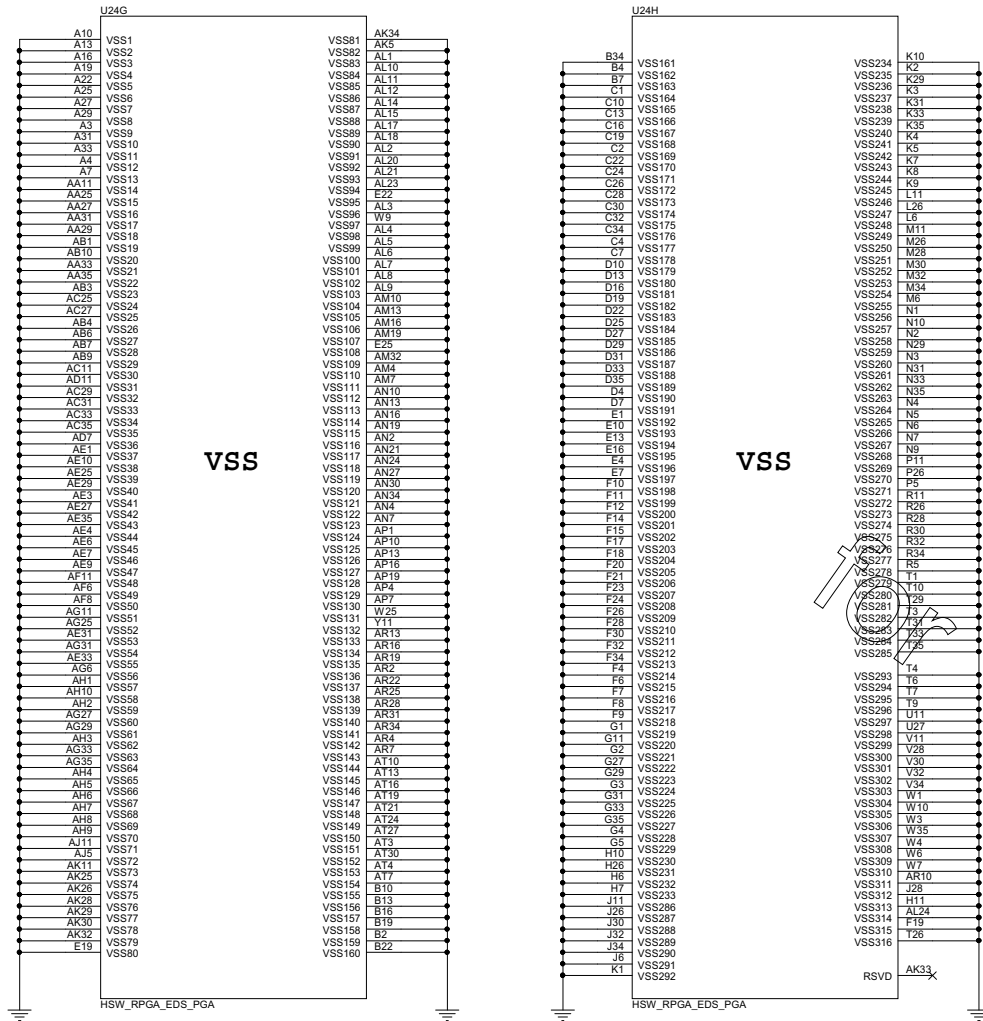 U24G
A10 VSS1 VSS81 AK34
A13 VSS2 VSS82 AK5
A16 VSS3 VSS83 AL1
A19 VSS4 VSS84 AL10
A22 VSS5 VSS85 AL11
A25 VSS6 VSS86 AL12
A27 VSS7 VSS87 AL14
A29 VSS8 VSS88 AL15
A3 VSS9 VSS89 AL17
A31 VSS10 VSS90 AL18
A33 VSS11 VSS91 AL2
A4 VSS12 VSS92 AL20
A7 VSS13 VSS93 AL21
AA11 VSS14 VSS94 AL23
AA25 VSS15 VSS95 E22
AA27 VSS16 VSS96 AL3
AA31 VSS17 VSS97 W9
AA29 VSS18 VSS98 AL4
AB1 VSS19 VSS99 AL5
AB10 VSS20 VSS100 AL6
AA33 VSS21 VSS101 AL7
AA35 VSS22 VSS102 AL8
AB3 VSS23 VSS103 AL9
AC25 VSS24 VSS104 AM10
AC27 VSS25 VSS105 AM13
AB4 VSS26 VSS106 AM16
AB6 VSS27 VSS107 AM19
AB7 VSS28 VSS108 E25
AB9 VSS29 VSS109 AM32
AC11 VSS30 VSS110 AM4
AD11 VSS31 VSS111 AM7
AC29 VSS32 VSS112 AN10
AC31 VSS33 VSS113 AN13
AC33 VSS34 VSS114 AN16
AC35 VSS35 VSS115 AN19
AD7 VSS36 VSS116 AN2
AE1 VSS37 VSS117 AN21
AE10 VSS38 VSS118 AN24
AE25 VSS39 VSS119 AN27
AE29 VSS40 VSS120 AN30
AE3 VSS41 VSS121 AN34
AE27 VSS42 VSS122 AN4
AE35 VSS43 VSS123 AN7
AE4 VSS44 VSS124 AP1
AE6 VSS45 VSS125 AP10
AE7 VSS46 VSS126 AP13
AE9 VSS47 VSS127 AP16
AF11 VSS48 VSS128 AP19
AF6 VSS49 VSS129 AP4
AF8 VSS50 VSS130 AP7
AG11 VSS51 VSS131 W25
AG25 VSS52 VSS132 Y11
AE31 VSS53 VSS133 AR13
AG31 VSS54 VSS134 AR16
AE33 VSS55 VSS135 AR19
AG6 VSS56 VSS136 AR2
AH1 VSS57 VSS137 AR22
AH10 VSS58 VSS138 AR25
AH2 VSS59 VSS139 AR28
AG27 VSS60 VSS140 AR31
AG29 VSS61 VSS141 AR34
AH3 VSS62 VSS142 AR4
AG33 VSS63 VSS143 AR7
AG35 VSS64 VSS144 AT10
AH4 VSS65 VSS145 AT13
AH5 VSS66 VSS146 AT16
AH6 VSS67 VSS147 AT19
AH7 VSS68 VSS148 AT21
AH8 VSS69 VSS149 AT24
AH9 VSS70 VSS150 AT27
AJ11 VSS71 VSS151 AT3
AJ5 VSS72 VSS152 AT30
AK11 VSS73 VSS153 AT4
AK25 VSS74 VSS154 AT7
AK26 VSS75 VSS155 B10
AK28 VSS76 VSS156 B13
AK29 VSS77 VSS157 B16
AK30 VSS78 VSS158 B19
AK32 VSS79 VSS159 B2
E19 VSS80 VSS160 B22
VSS
HSW_RPGA_EDS_PGA
U24H
B34 VSS161 VSS234 K10
B4 VSS162 VSS235 K2
B7 VSS163 VSS236 K29
C1 VSS164 VSS237 K3
C10 VSS165 VSS238 K31
C13 VSS166 VSS239 K33
C16 VSS167 VSS240 K35
C19 VSS168 VSS241 K4
C2 VSS169 VSS242 K5
C22 VSS170 VSS243 K7
C24 VSS171 VSS244 K8
C26 VSS172 VSS245 K9
C28 VSS173 VSS246 L11
C30 VSS174 VSS247 L26
C32 VSS175 VSS248 L6
C34 VSS176 VSS249 M11
C4 VSS177 VSS250 M26
C7 VSS178 VSS251 M28
D10 VSS179 VSS252 M30
D13 VSS180 VSS253 M32
D16 VSS181 VSS254 M34
D19 VSS182 VSS255 M6
D22 VSS183 VSS256 N1
D25 VSS184 VSS257 N10
D27 VSS185 VSS258 N2
D29 VSS186 VSS259 N29
D31 VSS187 VSS260 N3
D33 VSS188 VSS261 N31
D35 VSS189 VSS262 N33
D4 VSS190 VSS263 N35
D7 VSS191 VSS264 N4
E1 VSS192 VSS265 N5
E10 VSS193 VSS266 N6
E13 VSS194 VSS267 N7
E16 VSS195 VSS268 N9
E4 VSS196 VSS269 P11
E7 VSS197 VSS270 P26
F10 VSS198 VSS271 P5
F11 VSS199 VSS272 R11
F12 VSS200 VSS273 R26
F14 VSS201 VSS274 R28
F15 VSS202 VSS275 R30
F17 VSS203 VSS276 R32
F18 VSS204 VSS277 R34
F20 VSS205 VSS278 R5
F21 VSS206 VSS279 T1
F23 VSS207 VSS280 T10
F24 VSS208 VSS281 T29
F26 VSS209 VSS282 T3
F28 VSS210 VSS283 T31
F30 VSS211 VSS284 T33
F32 VSS212 VSS285 T35
F34 VSS213
F4 VSS214 VSS293 T4
F6 VSS215 VSS294 T6
F7 VSS216 VSS295 T7
F8 VSS217 VSS296 T9
F9 VSS218 VSS297 U11
G1 VSS219 VSS298 U27
G11 VSS220 VSS299 V11
G2 VSS221 VSS300 V28
G27 VSS222 VSS301 V30
G29 VSS223 VSS302 V32
G3 VSS224 VSS303 V34
G31 VSS225 VSS304 W1
G33 VSS226 VSS305 W10
G35 VSS227 VSS306 W3
G4 VSS228 VSS307 W35
G5 VSS229 VSS308 W4
H10 VSS230 VSS309 W6
H26 VSS231 VSS310 W7
H6 VSS232 VSS311 AR10
H7 VSS233 VSS312 J28
J11 VSS286 VSS313 H11
J26 VSS287 VSS314 AL24
J30 VSS288 VSS315 F19
J32 VSS289 VSS316 T26
J34 VSS290
J6 VSS291
K1 VSS292 RSVD AK33
VSS
for
HSW_RPGA_EDS_PGA